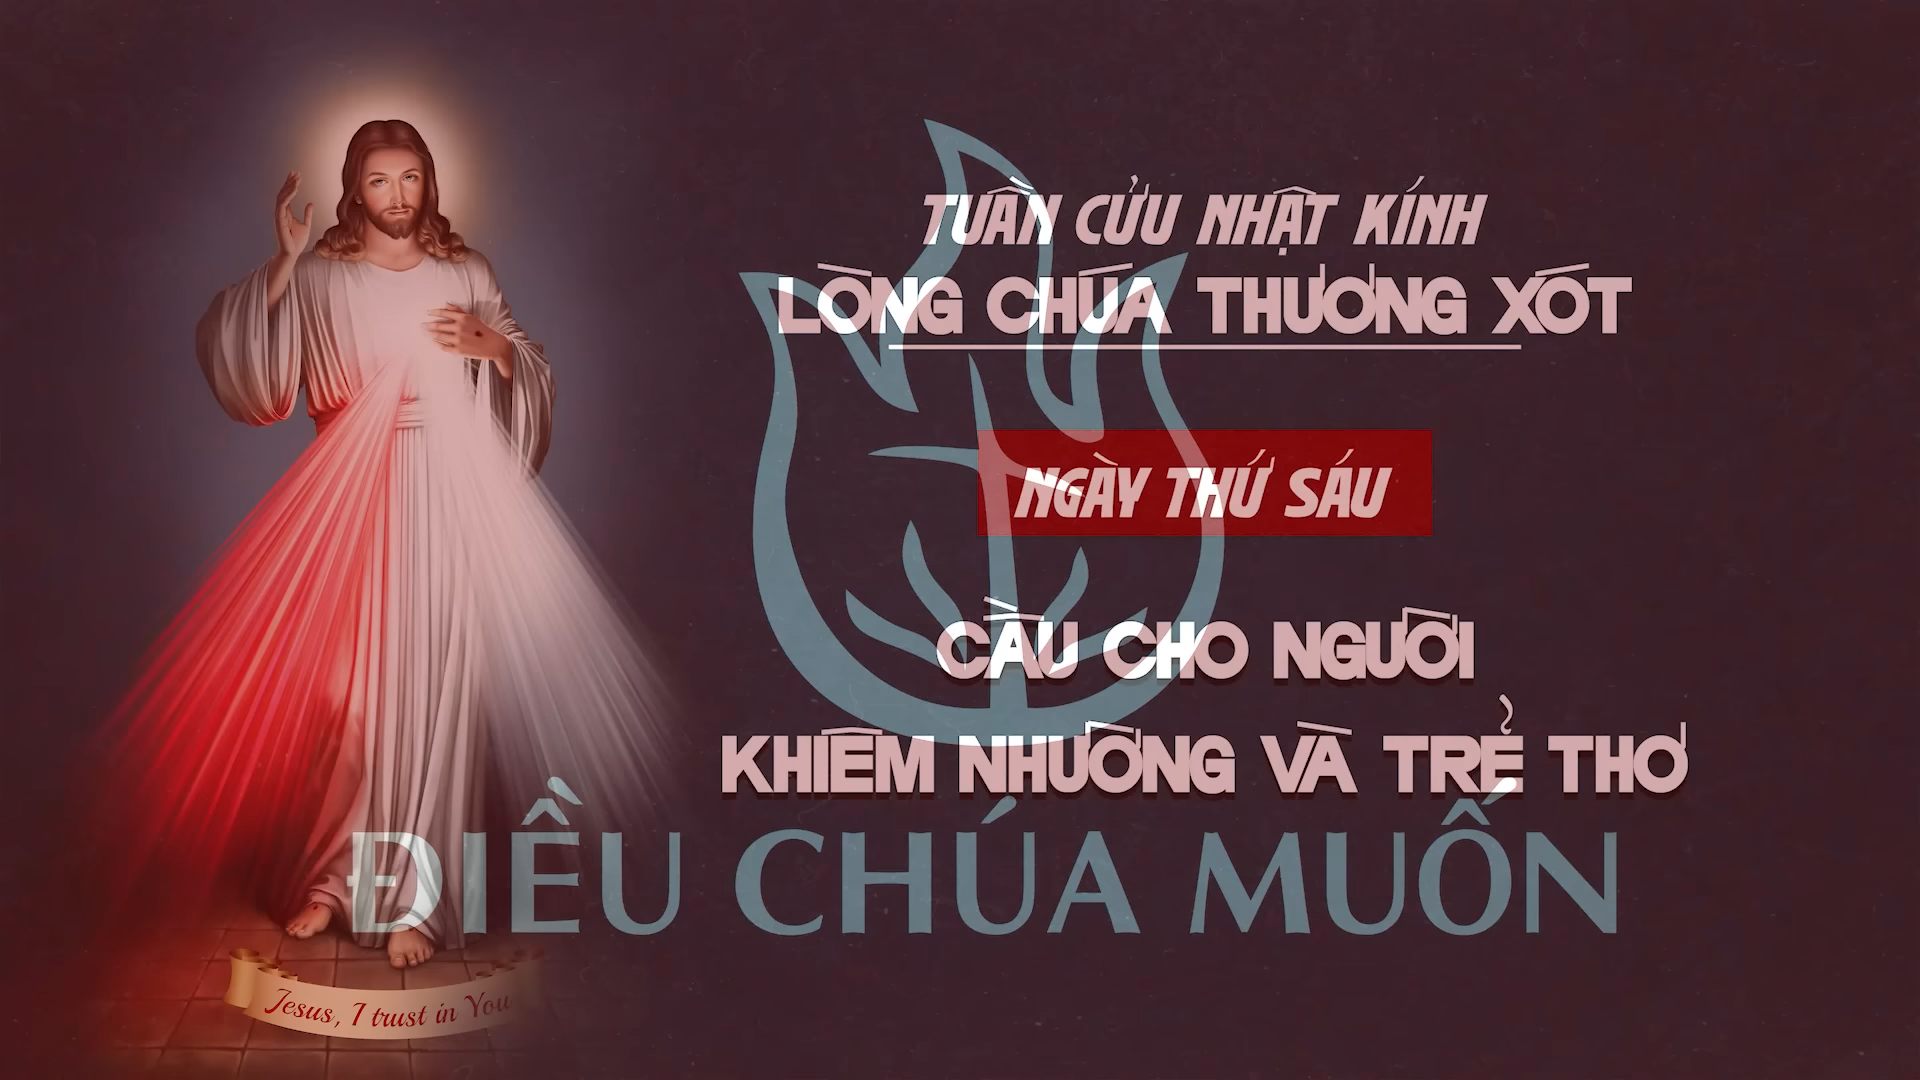 TUẦN CỬU NHẬT KÍNH
LÒNG CHÚA THƯƠNG XÓT
NGÀY THỨ SÁU
CẦU CHO NGƯỜI
KHIÊM NHƯỜNG VÀ TRẺ THƠ
ĐIỀU CHÚA MUỐN
Jesus, I trust in You